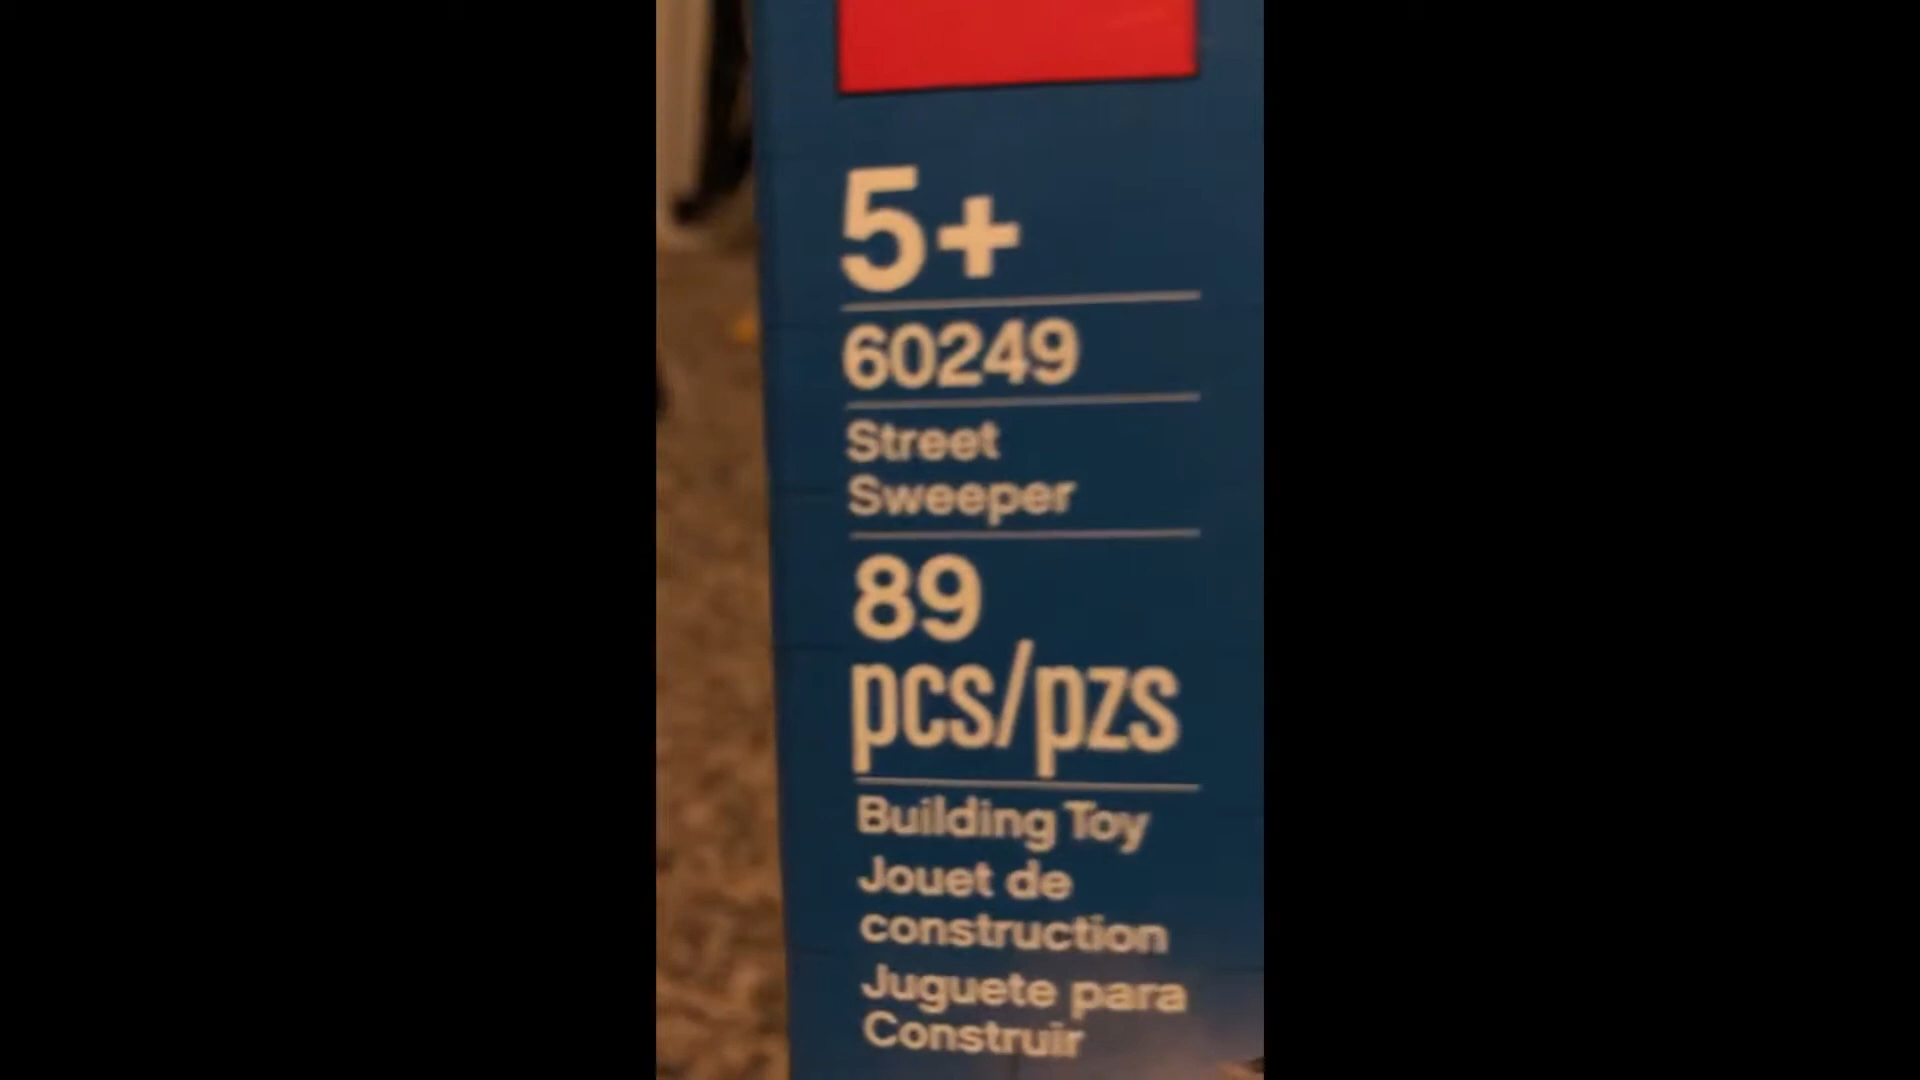 5+
60249
Street
Sweeper
89
pcs/pzs
Building Toy
Jouet de
construction
Juguete para
Construir